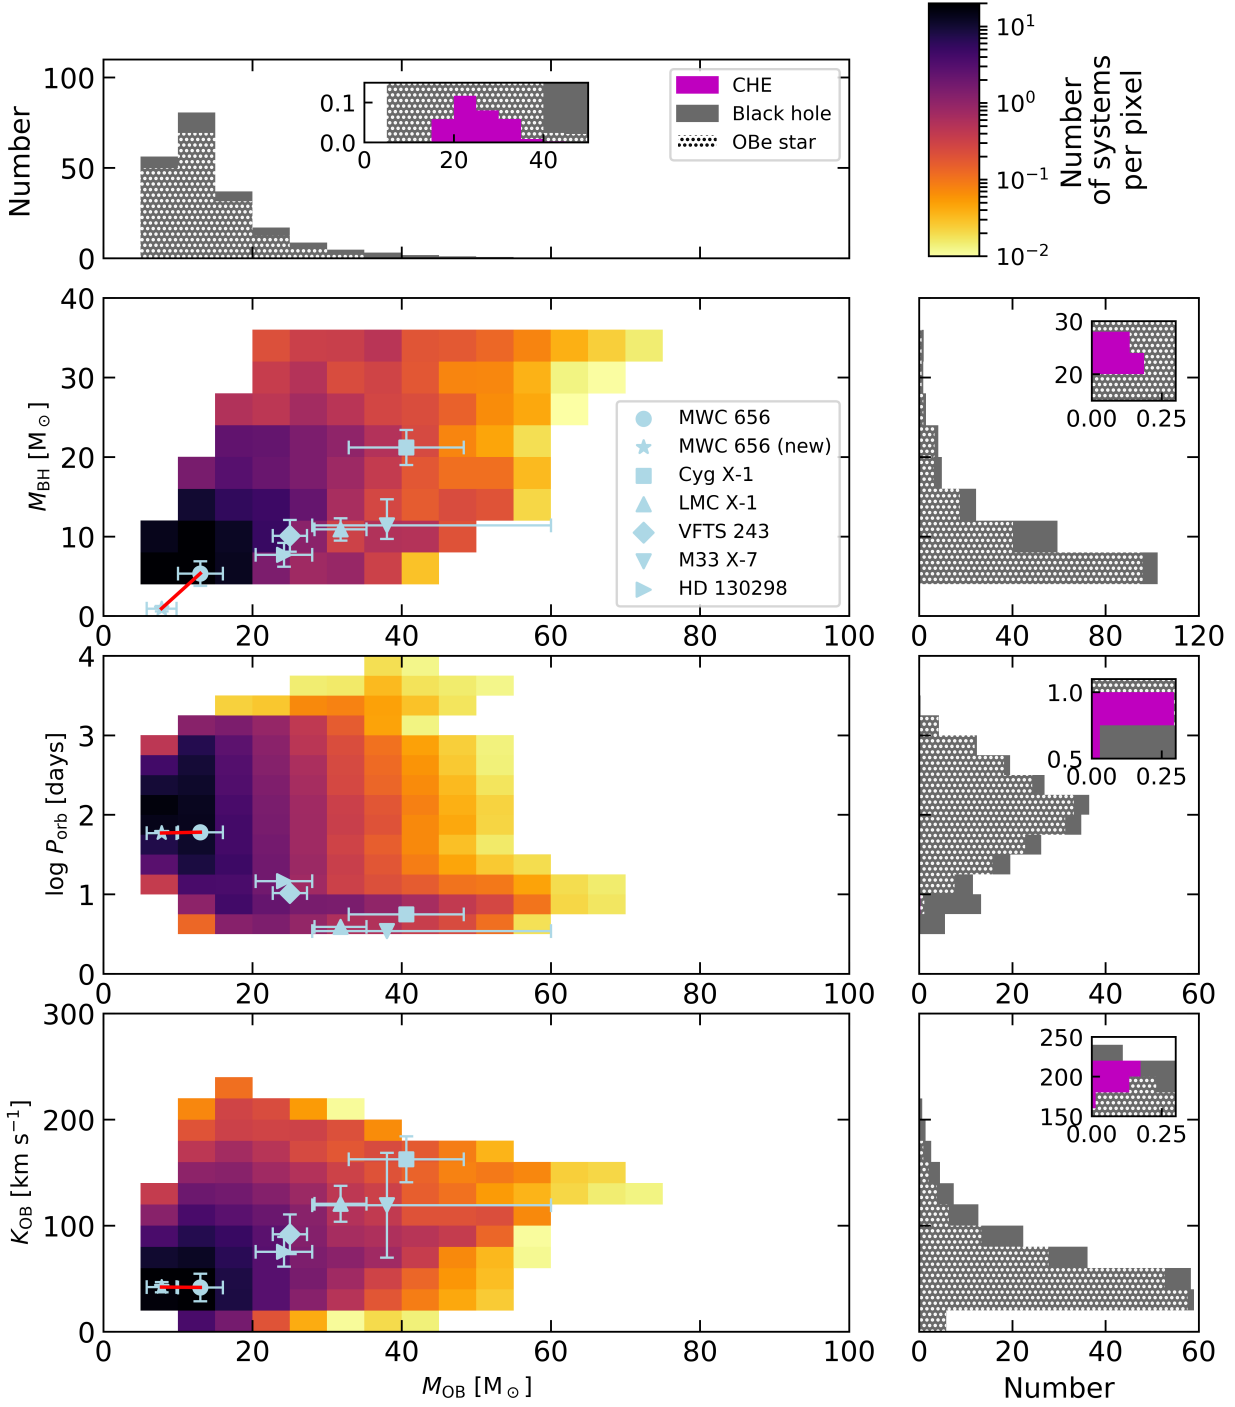 100
50
0
Number
0.1
0.0
0
20
40
CHE
Black hole
OBe star
10¹
10⁰
10⁻¹
10⁻²
Number
of systems
per pixel
40
30
20
10
0
M_BH [M⊙]
MWC 656
MWC 656 (new)
Cyg X-1
LMC X-1
VFTS 243
M33 X-7
HD 130298
0 20 40 60 80 100
30
20
0.00 0.25
0 40 80 120
4
3
2
1
0
log P_orb [days]
0 20 40 60 80 100
1.0
0.5
0.00 0.25
0 20 40 60
300
200
100
0
K_OB [km s⁻¹]
0 20 40 60 80 100
M_OB [M⊙]
250
200
150
0.00 0.25
0 20 40 60
Number